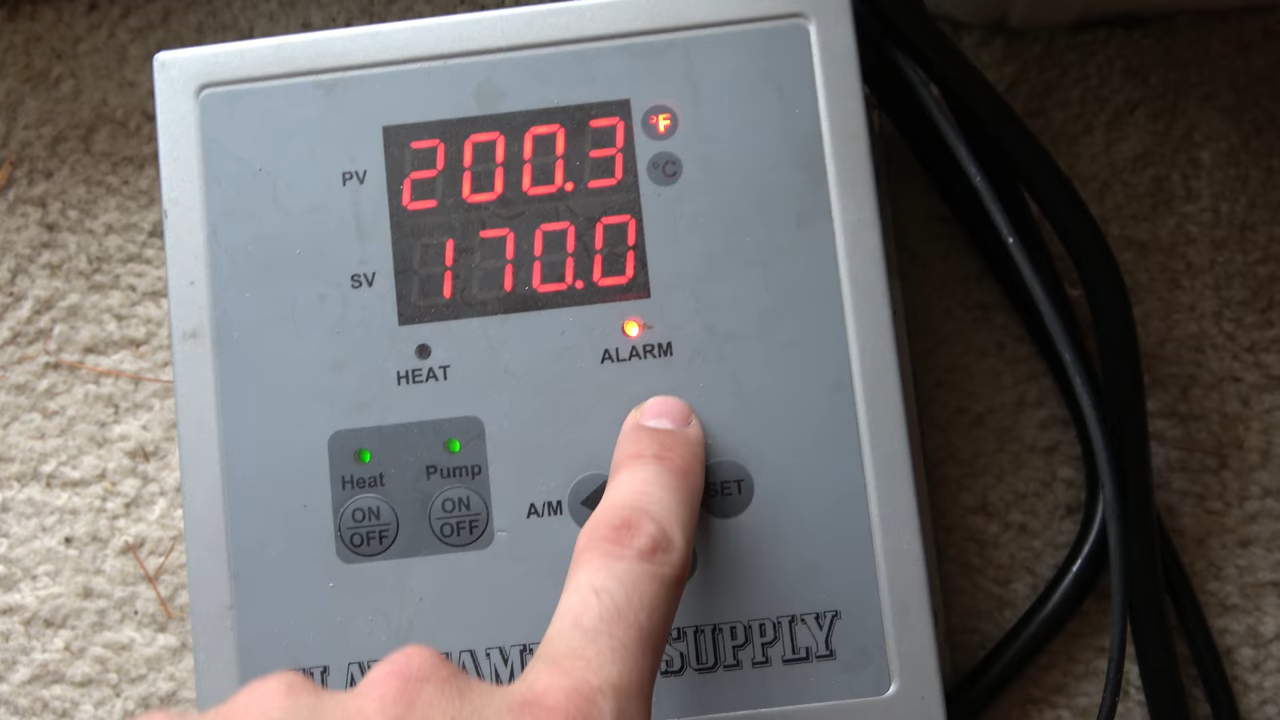 PV 200.3 °F
°C
SV 170.0
HEAT ALARM
Heat Pump
ON OFF ON OFF
A/M SET
SUPPLY